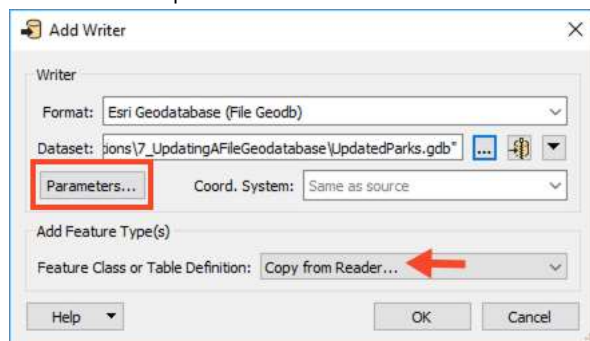 Add Writer
Writer
Format: Esri Geodatabase (File Geodb)
Dataset: tions\7_UpdatingAFileGeodatabase\UpdatedParks.gdb" ...
Parameters... Coord. System: Same as source
Add Feature Type(s)
Feature Class or Table Definition: Copy from Reader...
Help OK Cancel